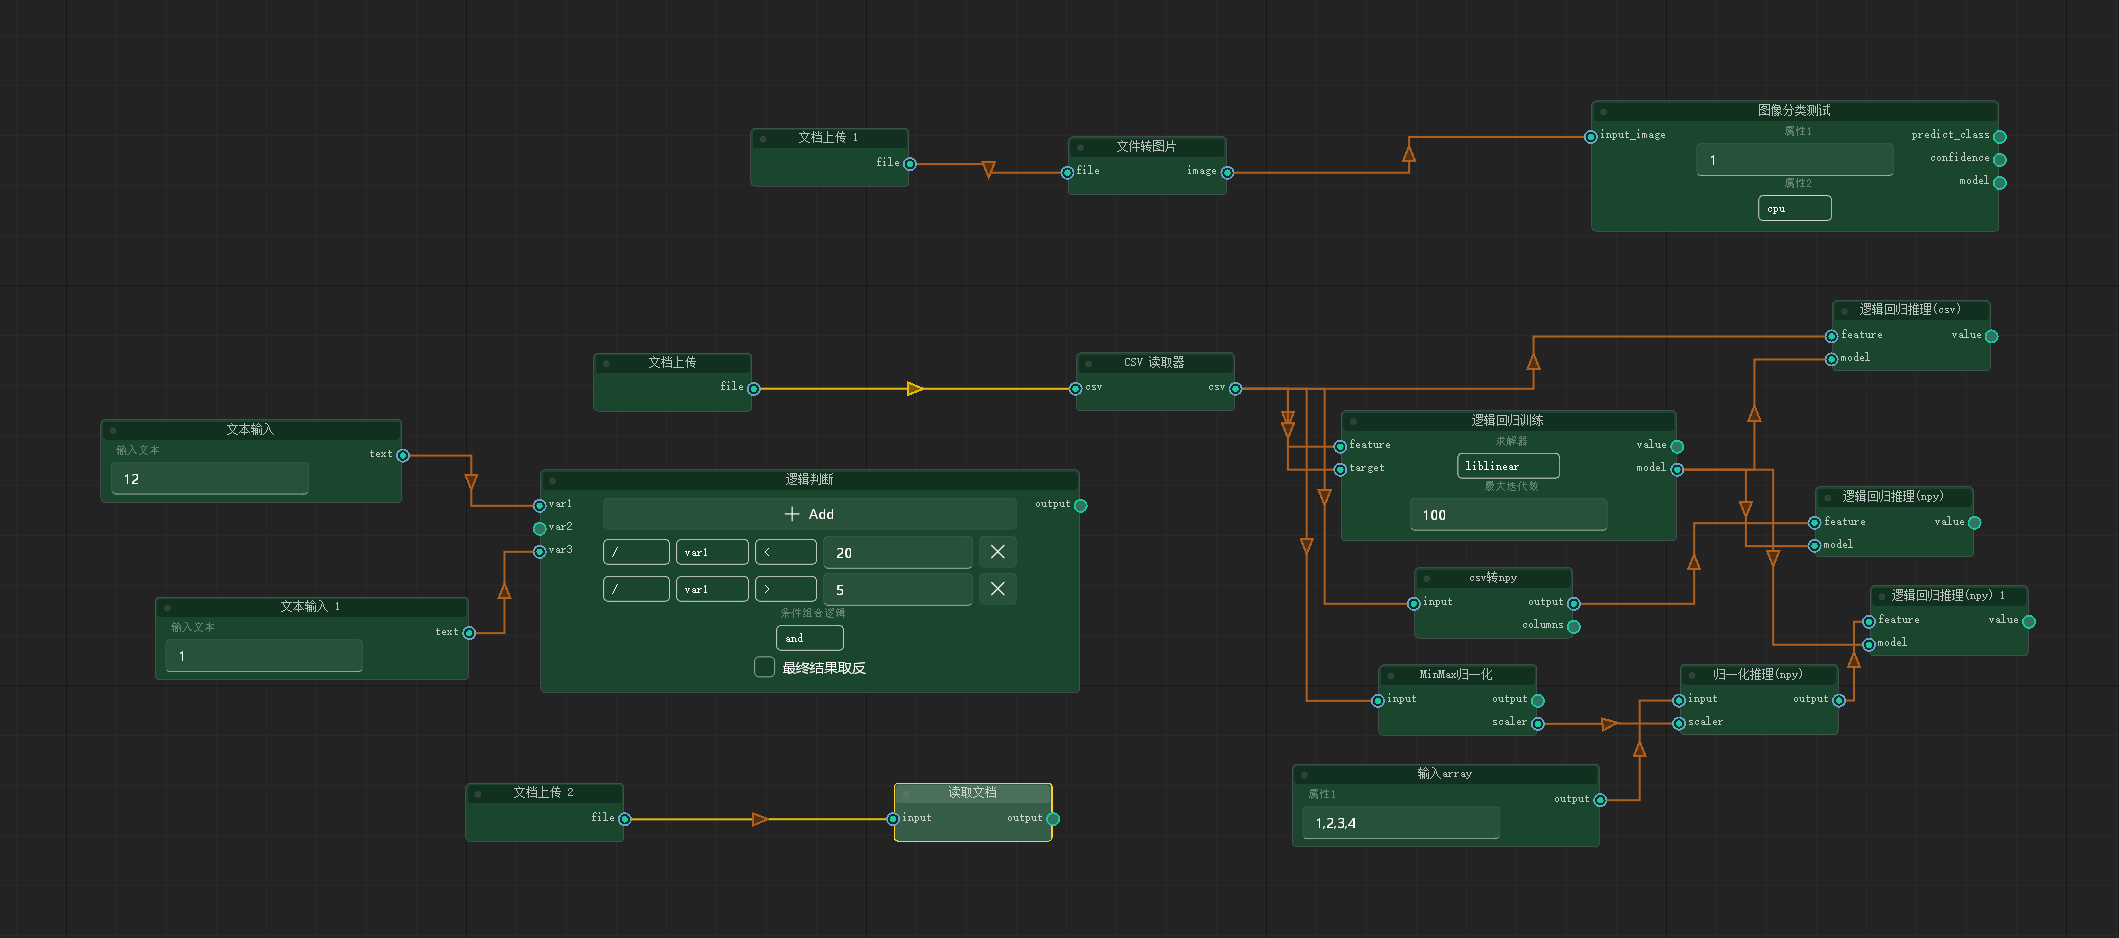 文档上传 1
file
文件转图片
file
image
图像分类测试
input_image
属性1
1
属性2
cpu
predict_class
confidence
model
文档上传
file
CSV 读取器
csv
csv
逻辑回归推理(csv)
feature
value
model
文本输入
输入文本
text
12
逻辑回归训练
feature
求解器
value
target
liblinear
model
最大迭代数
100
逻辑判断
var1
output
var2
var3
Add
/
var1
<
20
/
var1
>
5
条件组合逻辑
and
最终结果取反
逻辑回归推理(npy)
feature
value
model
文本输入 1
输入文本
text
1
csv转npy
input
output
columns
逻辑回归推理(npy) 1
feature
value
model
MinMax归一化
input
output
scaler
归一化推理(npy)
input
output
scaler
输入array
属性1
output
1,2,3,4
文档上传 2
file
读取文档
input
output